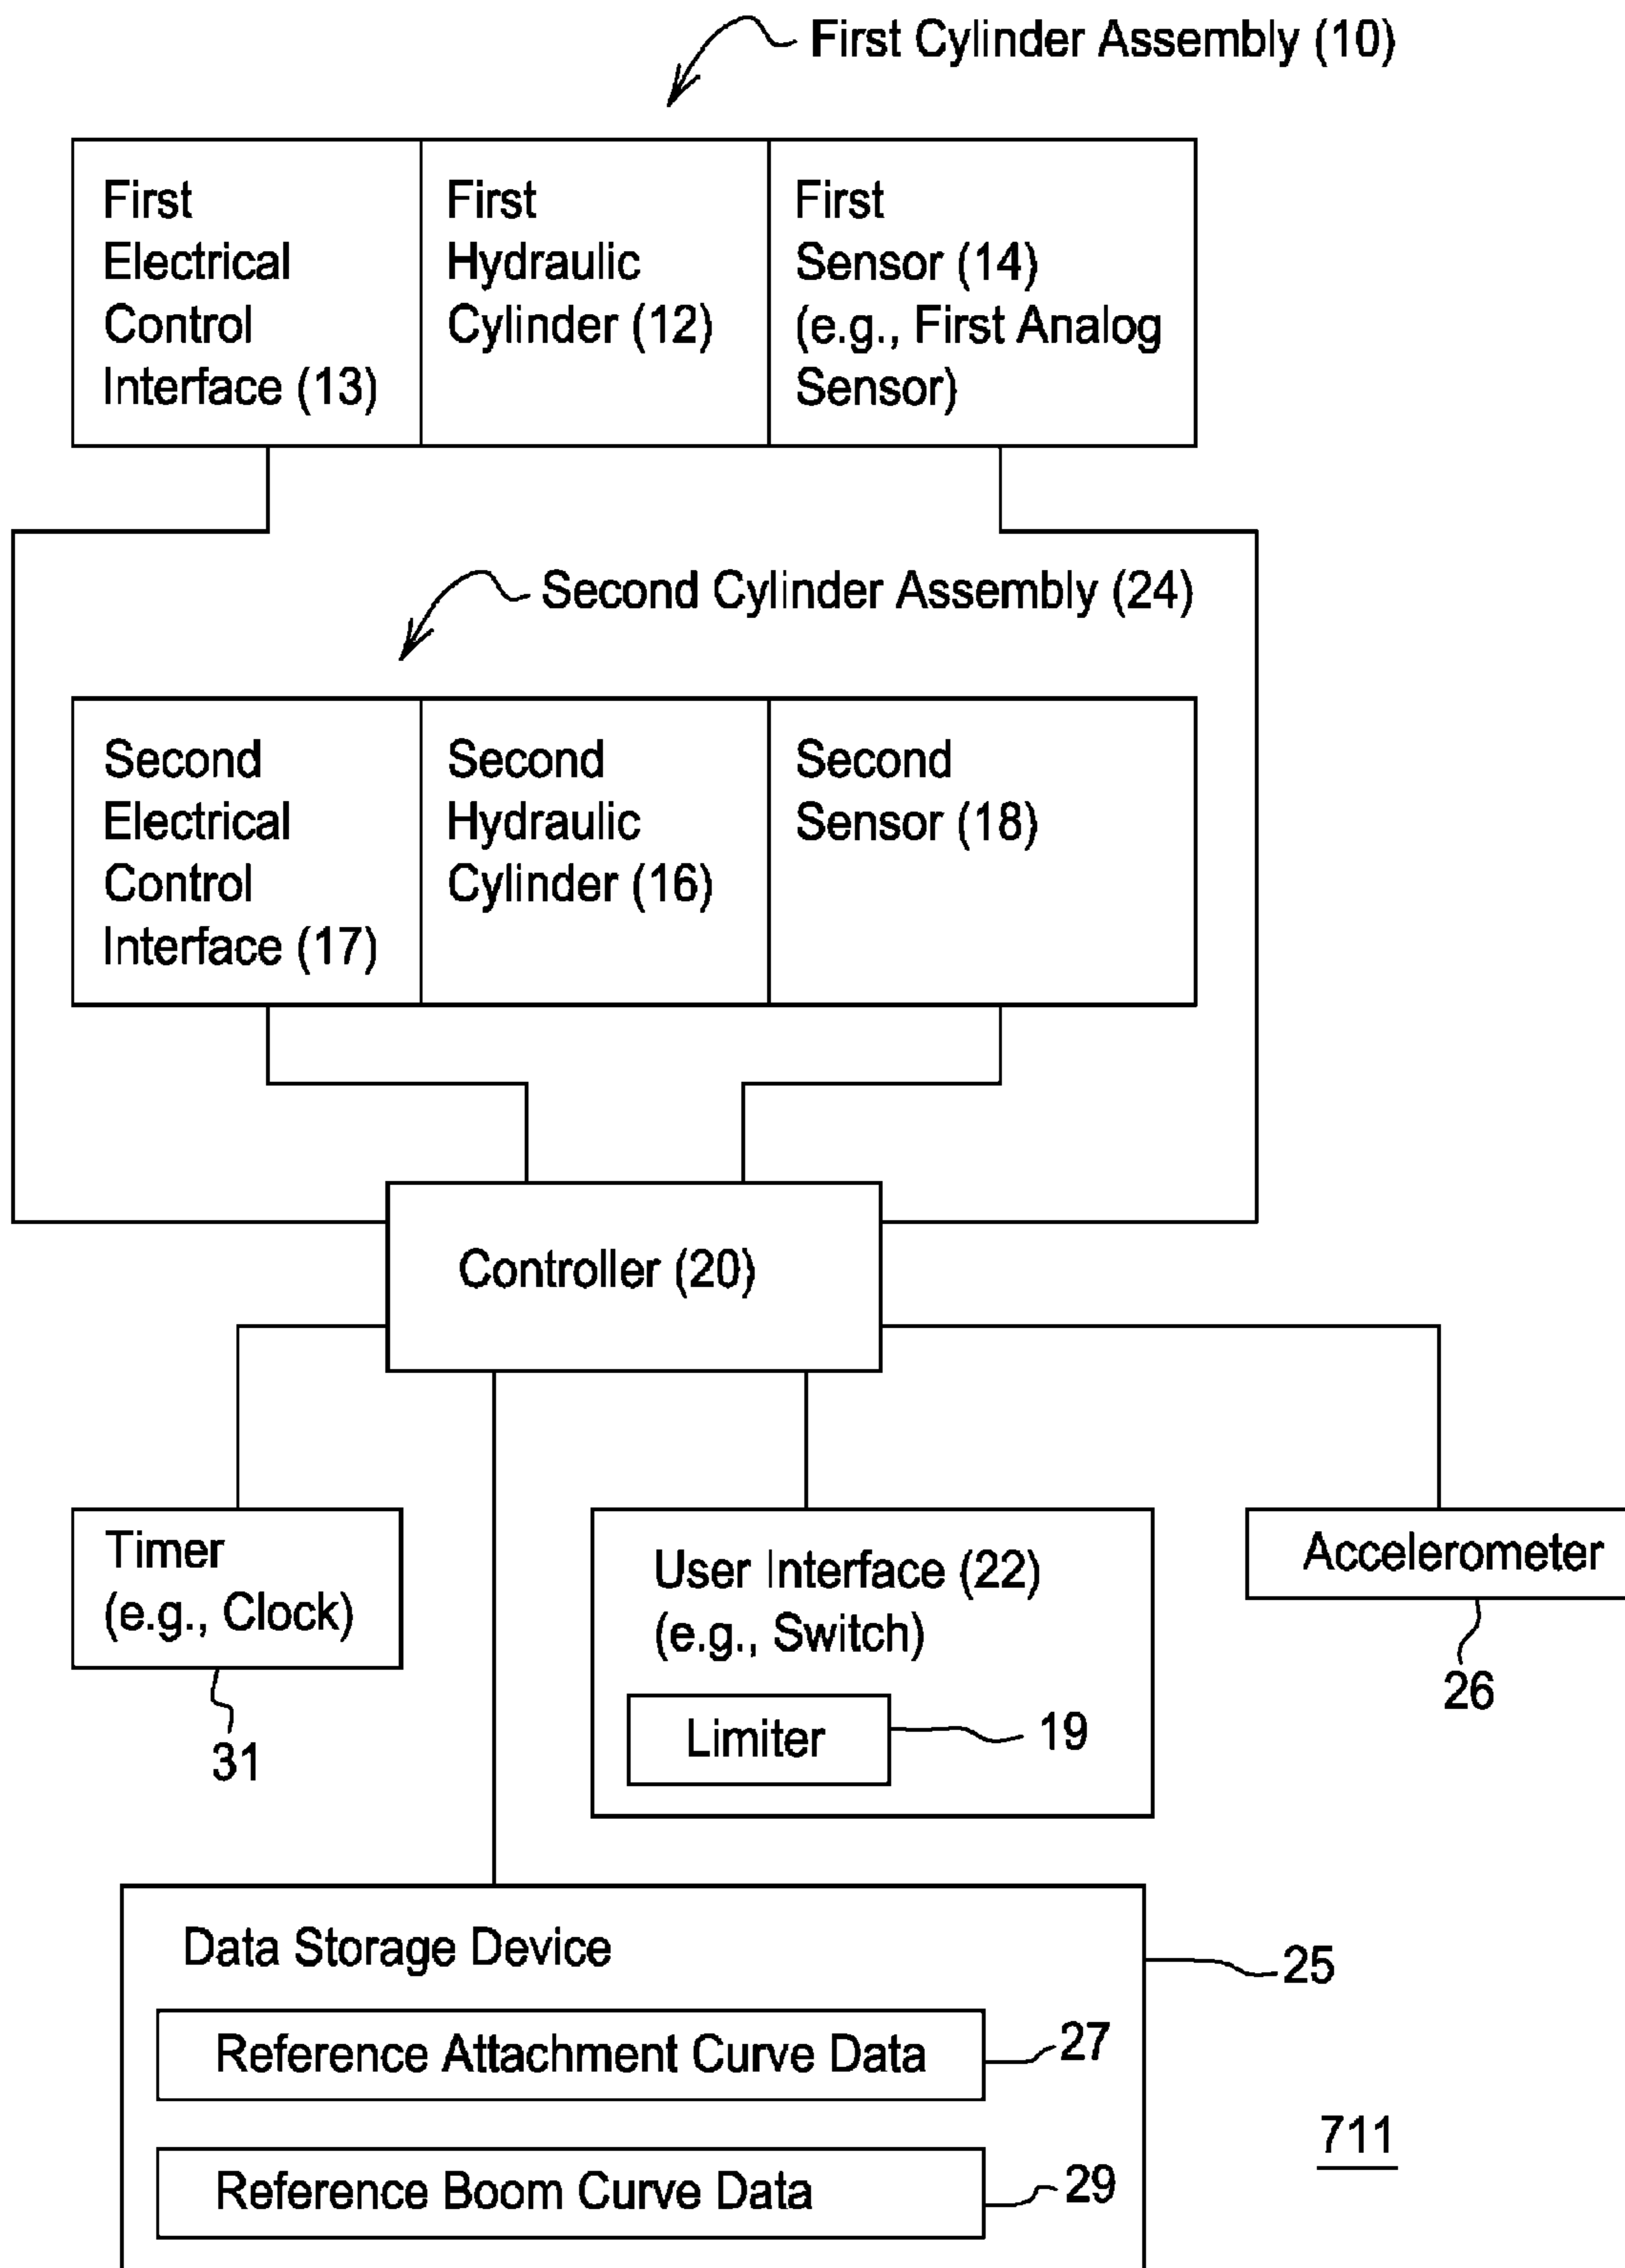 First Cylinder Assembly (10)
First
Electrical
Control
Interface (13)
First
Hydraulic
Cylinder (12)
First
Sensor (14)
(e.g., First Analog
Sensor)
Second Cylinder Assembly (24)
Second
Electrical
Control
Interface (17)
Second
Hydraulic
Cylinder (16)
Second
Sensor (18)
Controller (20)
Timer
(e.g., Clock)
31
User Interface (22)
(e.g., Switch)
Limiter
19
Accelerometer
26
Data Storage Device
25
Reference Attachment Curve Data
27
Reference Boom Curve Data
29
711